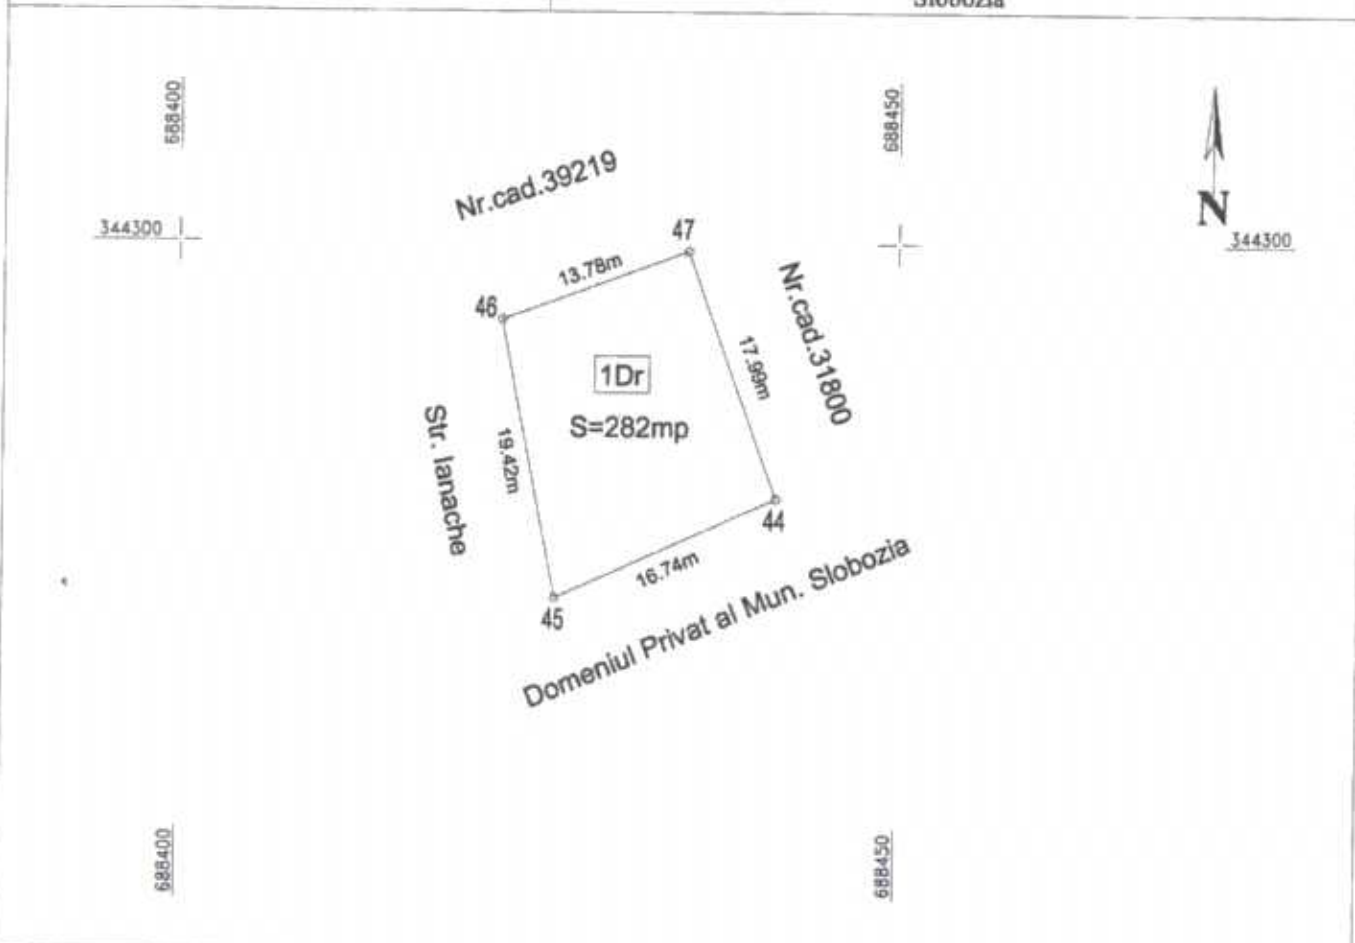 Slobozia
688400
688450
Nr.cad.39219
344300
47
N
344300
13.78m
46
Nr.cad.31800
1Dr
17.99m
S=282mp
Str. Ianache
19.42m
44
16.74m
45
Domeniul Privat al Mun. Slobozia
688400
688450